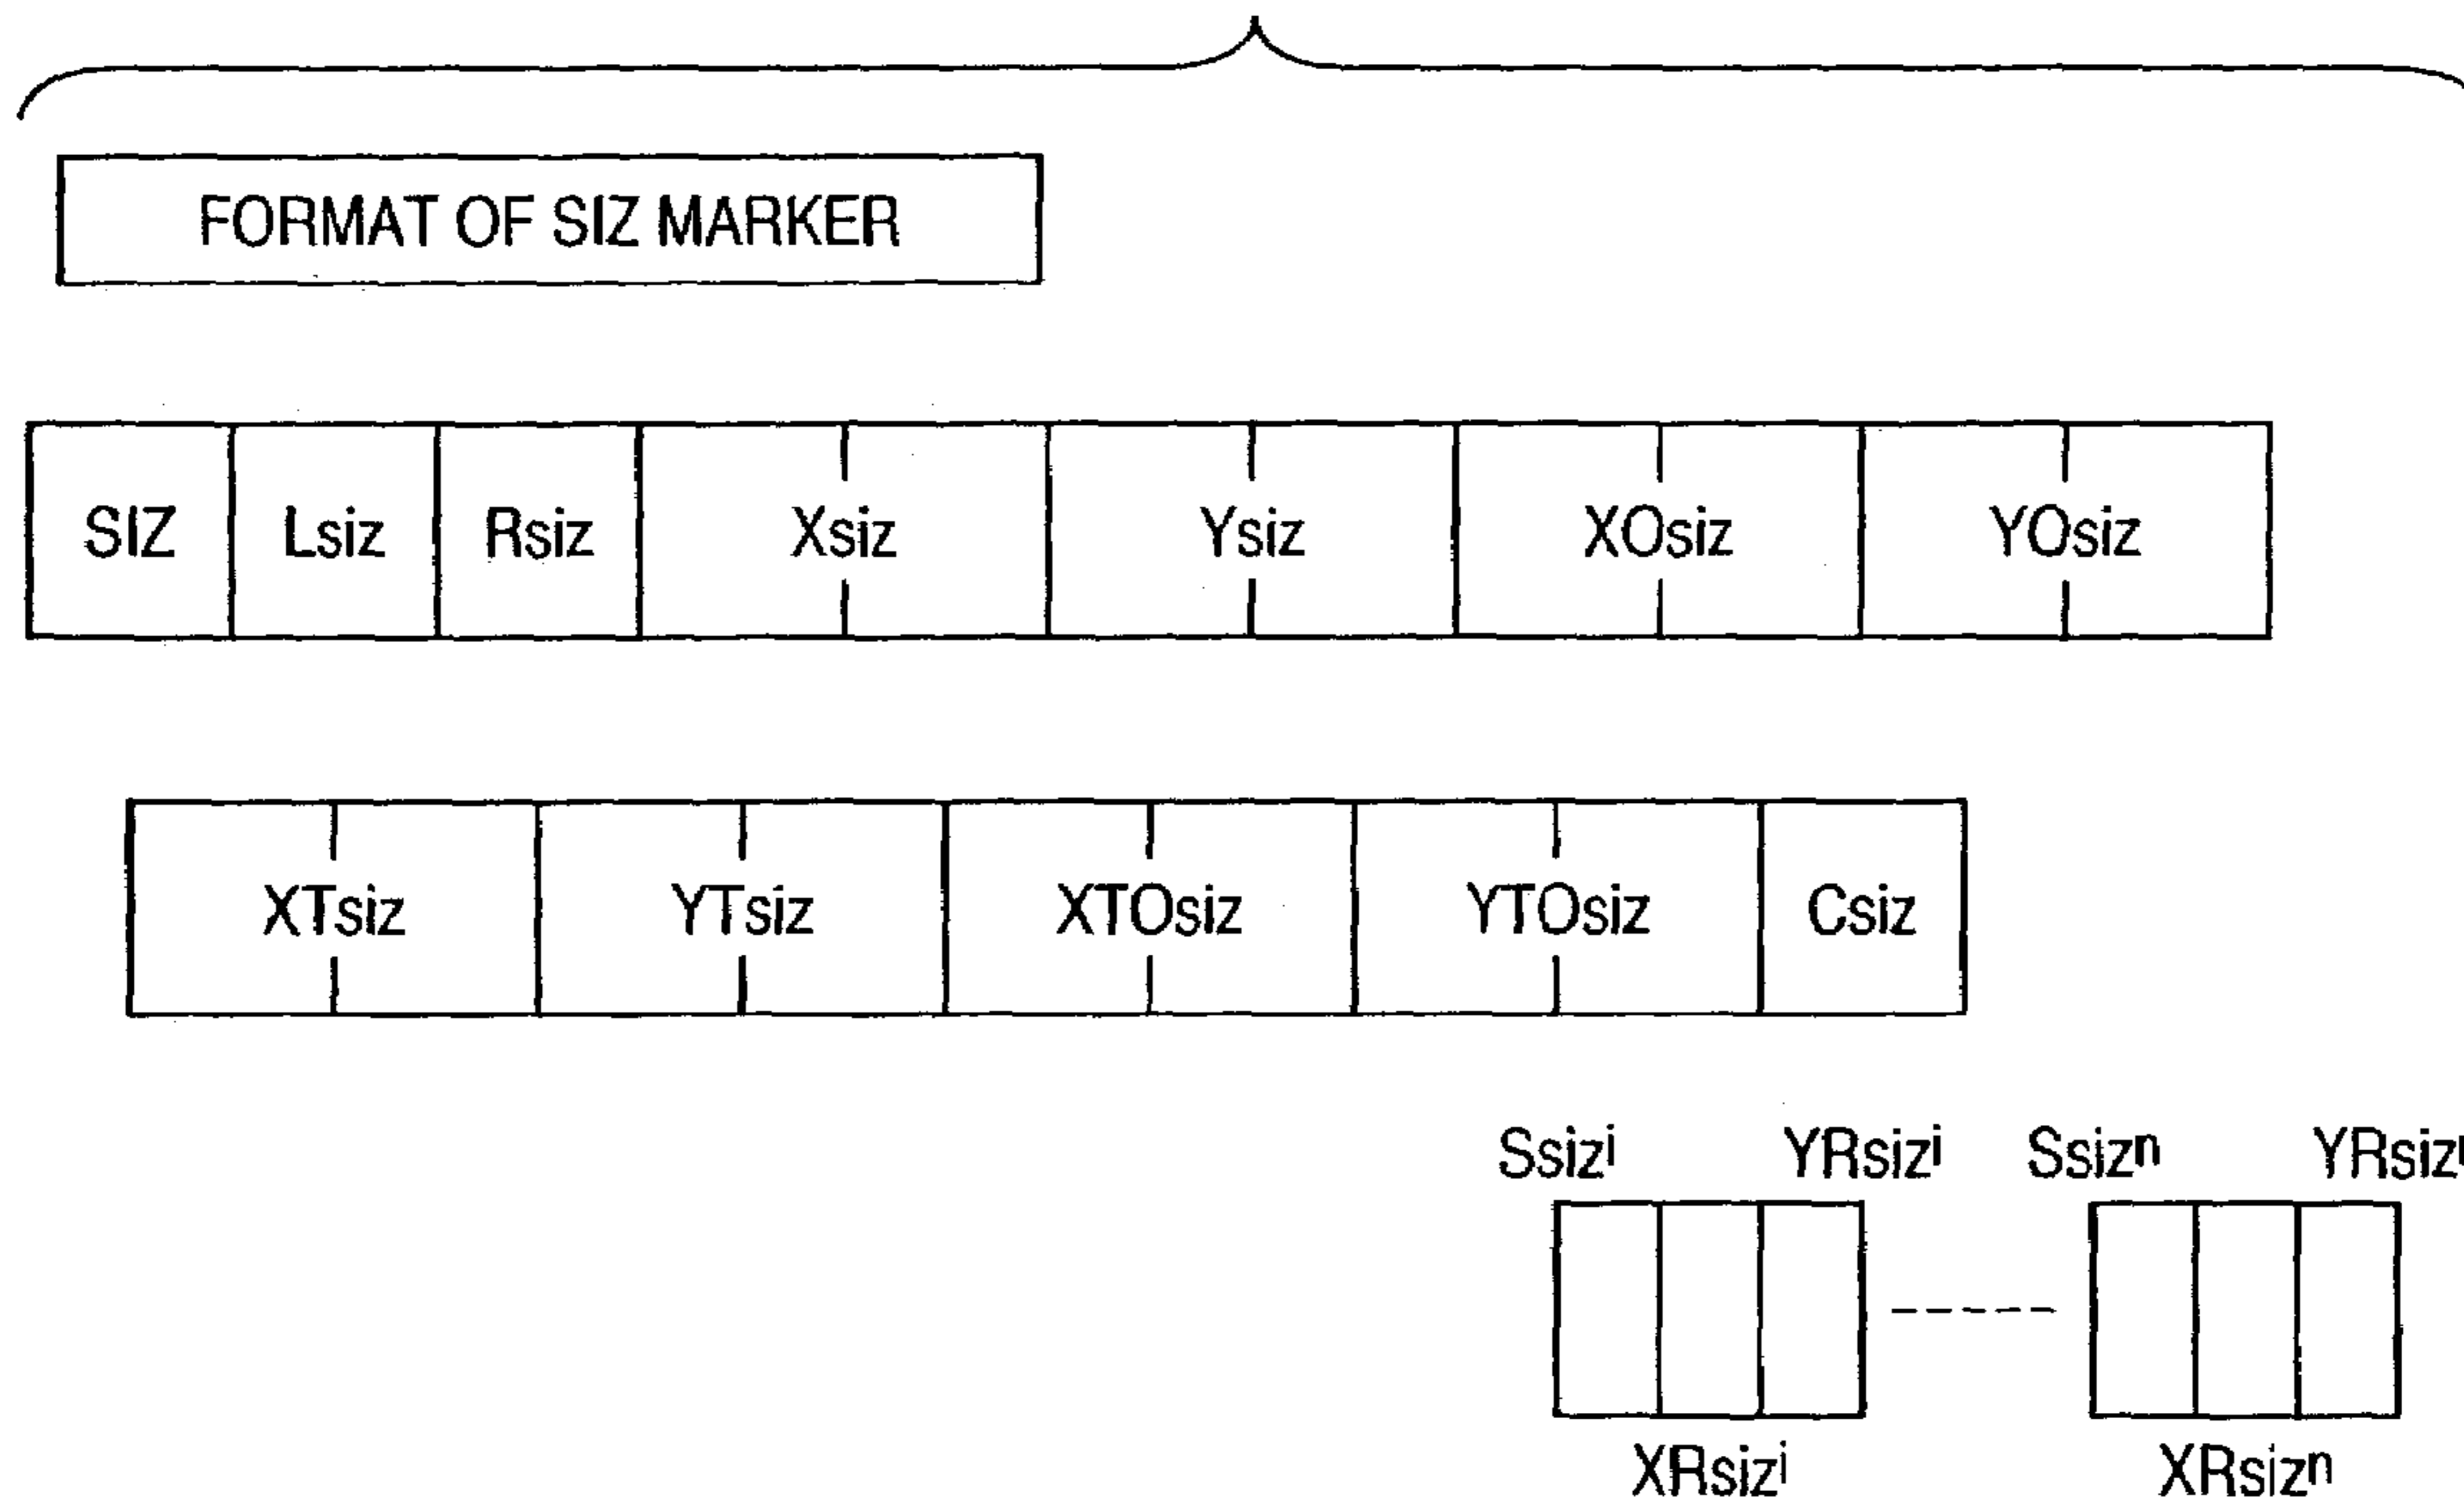 FORMAT OF SIZ MARKER
SIZ Lsiz Rsiz Xsiz Ysiz XOsiz YOsiz
XTsiz YTsiz XTOsiz YTOsiz Csiz
Ssizⁱ YRsizⁱ Ssizⁿ YRsiz
XRsizⁱ XRsizⁿ